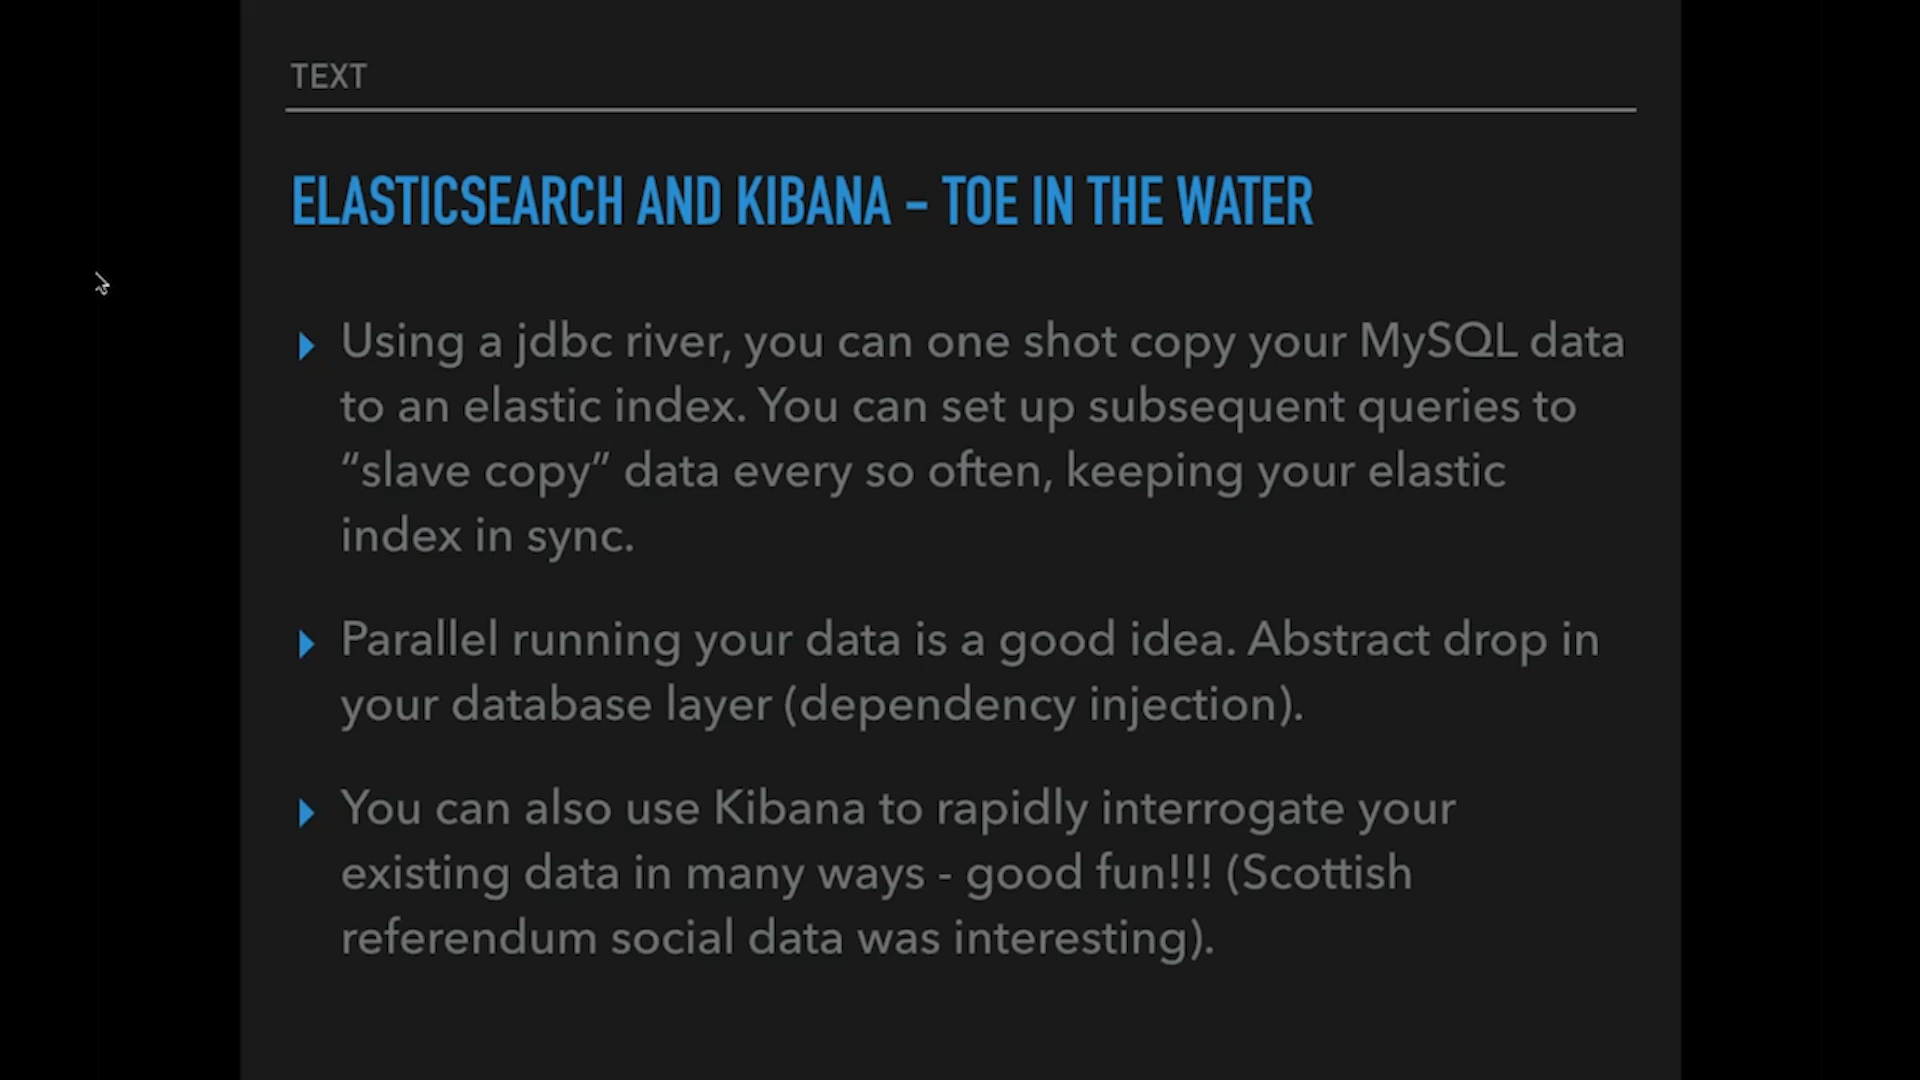 TEXT
ELASTICSEARCH AND KIBANA – TOE IN THE WATER
Using a jdbc river, you can one shot copy your MySQL data
to an elastic index. You can set up subsequent queries to
“slave copy” data every so often, keeping your elastic
index in sync.
Parallel running your data is a good idea. Abstract drop in
your database layer (dependency injection).
You can also use Kibana to rapidly interrogate your
existing data in many ways - good fun!!! (Scottish
referendum social data was interesting).